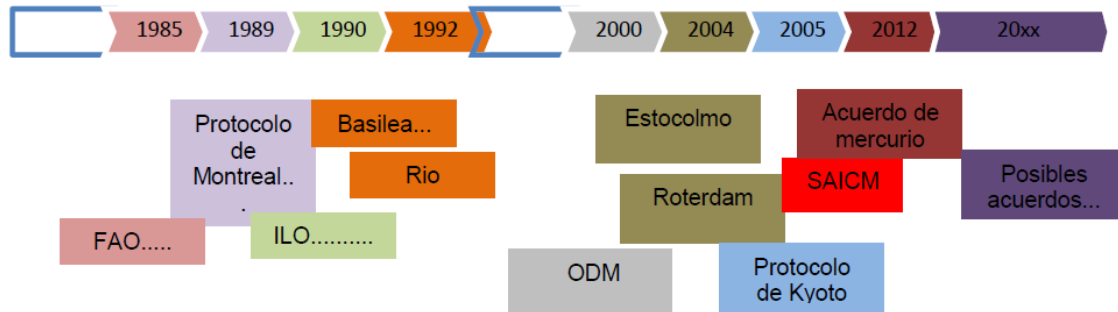 1985
1989
1990
1992
2000
2004
2005
2012
20xx
Protocolo
de
Montreal..
.
Basilea...
Rio
FAO.....
ILO..........
Estocolmo
Roterdam
ODM
Acuerdo de
mercurio
SAICM
Protocolo
de Kyoto
Posibles
acuerdos...